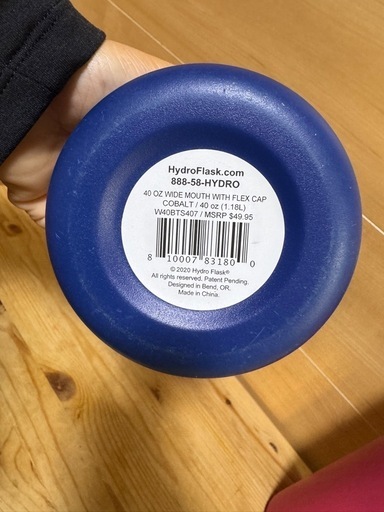 HydroFlask.com
888-58-HYDRO
40 OZ WIDE MOUTH WITH FLEX CAP
COBALT / 40 oz (1.18L)
W40BTS407 / MSRP $49.95
8 10007 83180 0
© 2020 Hydro Flask®
All rights reserved. Patent Pending.
Designed in Bend, OR.
Made in China.